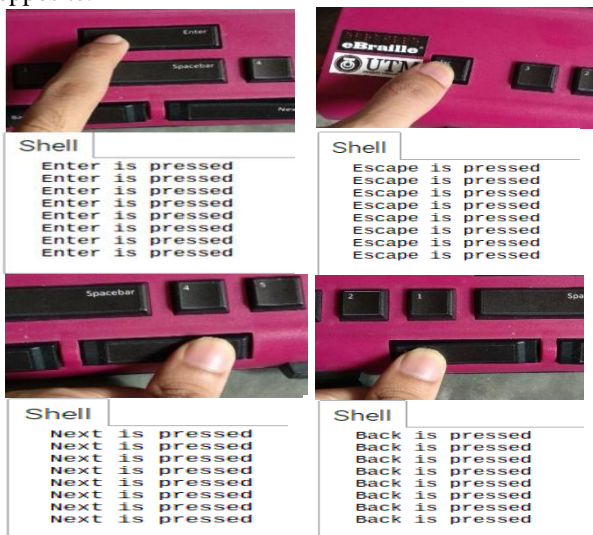 Enter
Spacebar
4
eBraille
UTM
3
2
Shell
Enter is pressed
Enter is pressed
Enter is pressed
Enter is pressed
Enter is pressed
Enter is pressed
Enter is pressed
Enter is pressed
Shell
Escape is pressed
Escape is pressed
Escape is pressed
Escape is pressed
Escape is pressed
Escape is pressed
Escape is pressed
Escape is pressed
Spacebar
4
5
2
1
Spa
Shell
Next is pressed
Next is pressed
Next is pressed
Next is pressed
Next is pressed
Next is pressed
Next is pressed
Next is pressed
Shell
Back is pressed
Back is pressed
Back is pressed
Back is pressed
Back is pressed
Back is pressed
Back is pressed
Back is pressed